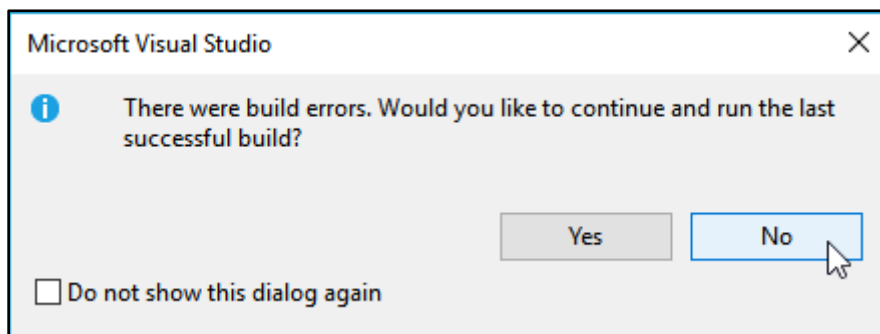 Microsoft Visual Studio
There were build errors. Would you like to continue and run the last
successful build?
Yes
No
Do not show this dialog again